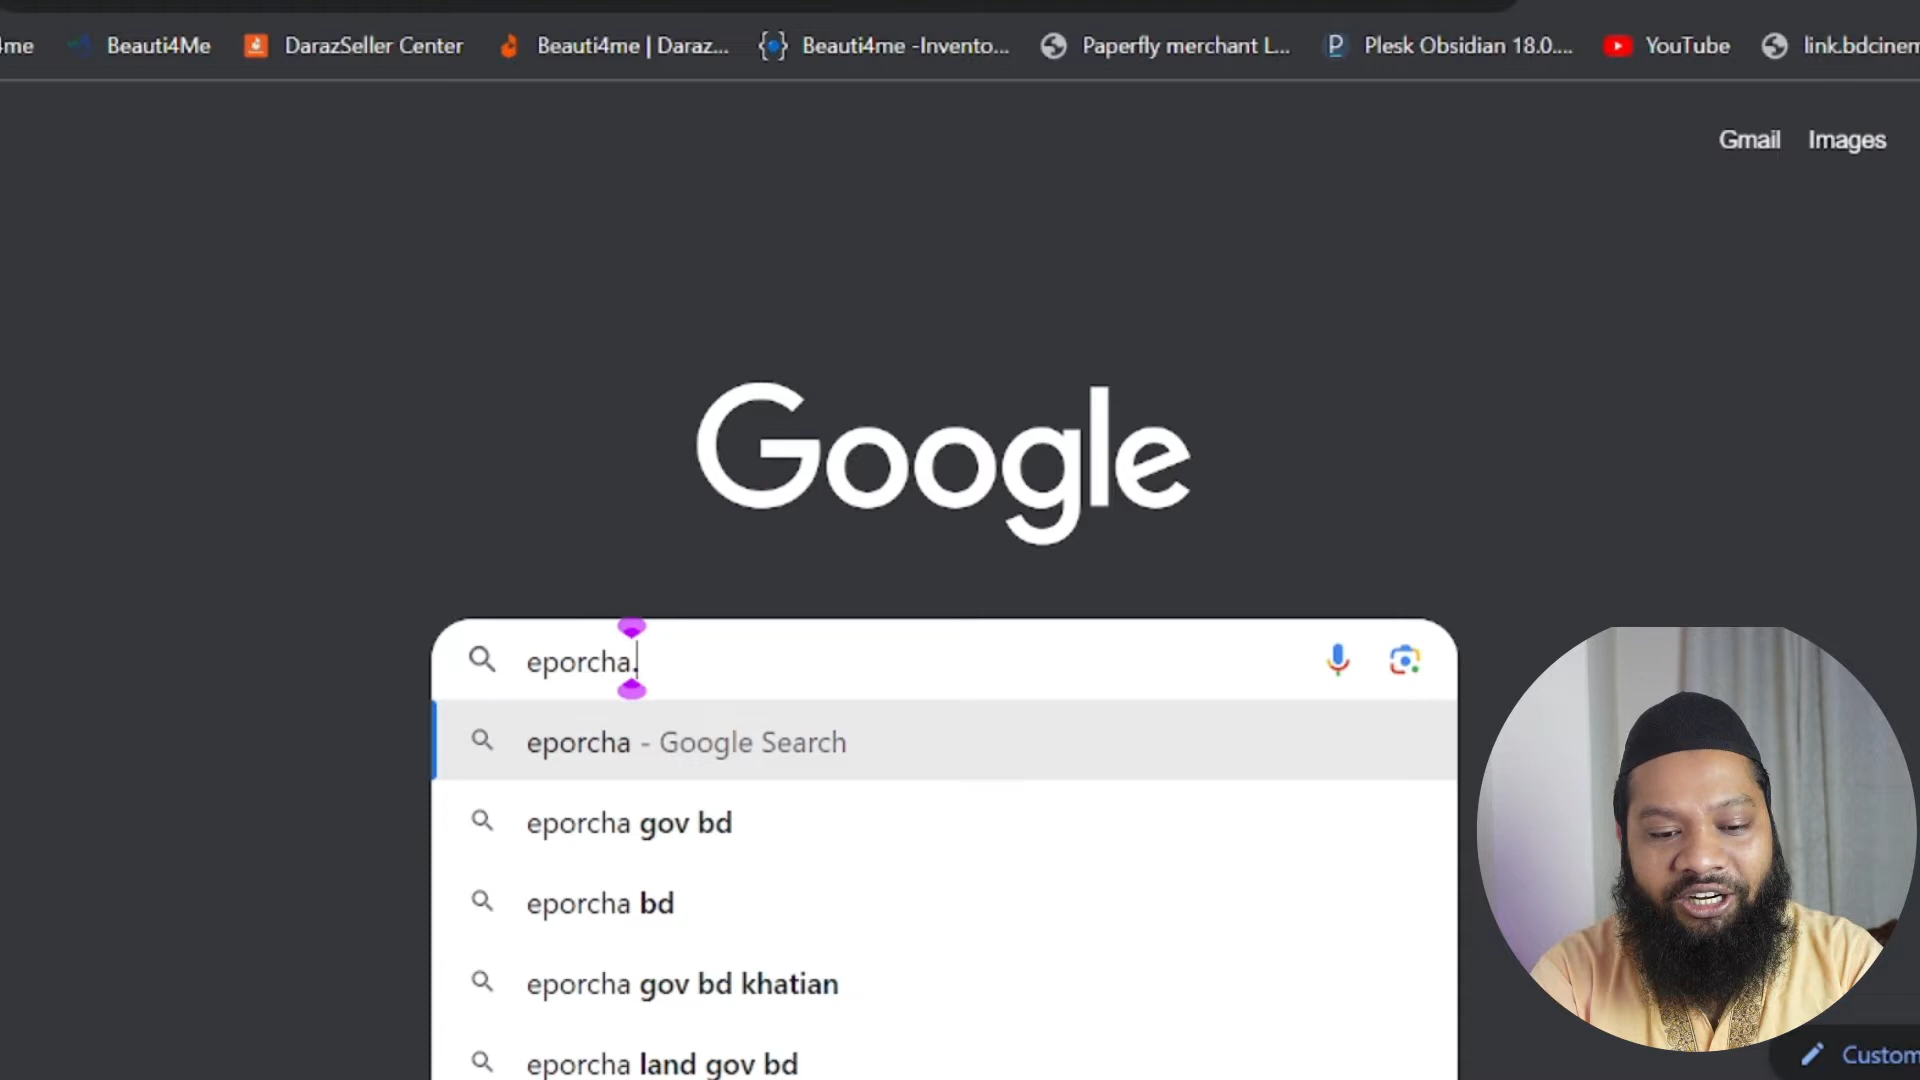 4me Beauti4Me DarazSeller Center Beauti4me | Daraz... Beauti4me -Invento... Paperfly merchant L... Plesk Obsidian 18.0.... YouTube link.bdcinem
Gmail Images
Google
eporcha.
eporcha - Google Search
eporcha gov bd
eporcha bd
eporcha gov bd khatian
eporcha land gov bd
Custom